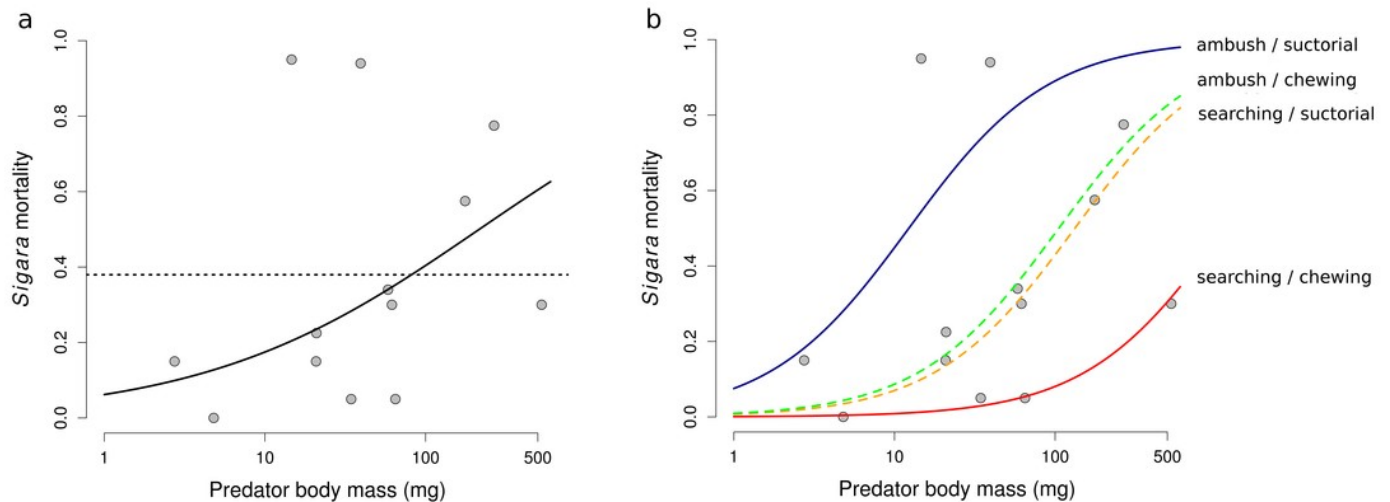 a
1.0
0.8
0.6
0.4
0.2
0.0
Sigara mortality
1
10
100
500
Predator body mass (mg)
b
1.0
0.8
0.6
0.4
0.2
0.0
Sigara mortality
1
10
100
500
Predator body mass (mg)
ambush / suctorial
ambush / chewing
searching / suctorial
searching / chewing